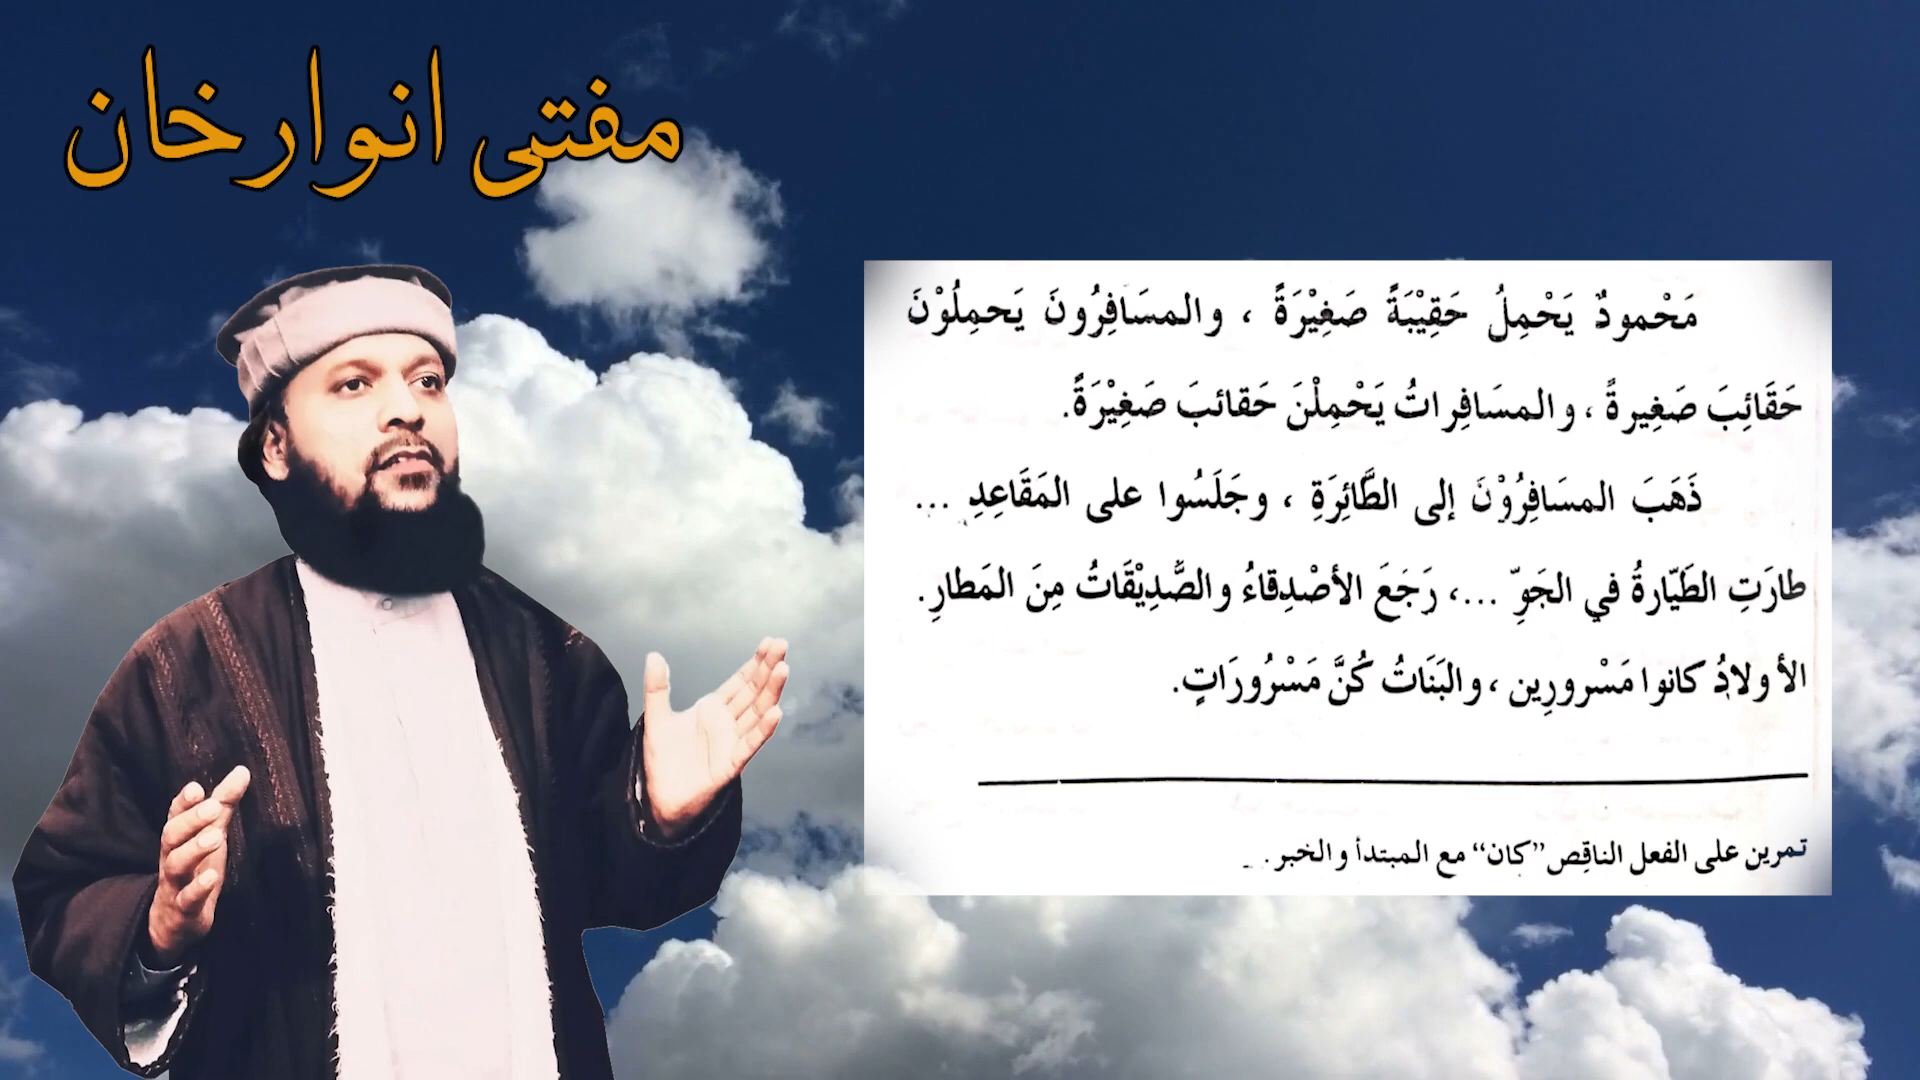 مفتی انوار خان
مَحْمودٌ يَحْمِلُ حَقِيْبَةً صَغِيْرَةً ، والمسَافِرُونَ يَحمِلُوْنَ
حَقَائِبَ صَغِيرةً ، والمسَافِراتُ يَحْمِلْنَ حَقائبَ صَغِيْرَةً.
ذَهَبَ المسَافِرُوْنَ إلى الطَّائِرَةِ ، وجَلَسُوا على المَقَاعِدِ ...
طارَتِ الطَيّارةُ في الجَوِّ ...، رَجَعَ الأصْدِقاءُ والصَّدِيْقَاتُ مِنَ المَطارِ.
الأولادُ كانوا مَسْرورِين ، والبَنَاتُ كُنَّ مَسْرُورَاتٍ.
تمرين على الفعل الناقِص ”كان“ مع المبتدأ والخبر.